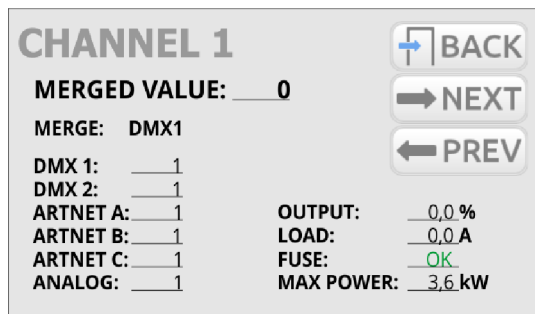 CHANNEL 1
BACK
MERGED VALUE: 0
NEXT
MERGE: DMX1
PREV
DMX 1: 1
DMX 2: 1
ARTNET A: 1
OUTPUT: 0,0 %
ARTNET B: 1
LOAD: 0,0 A
ARTNET C: 1
FUSE: OK
ANALOG: 1
MAX POWER: 3,6 kW